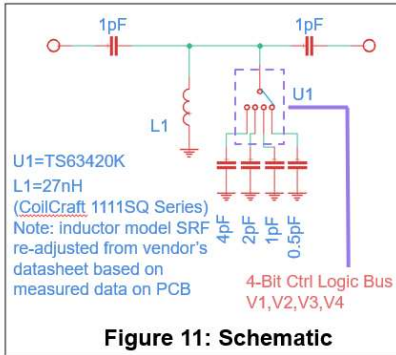 1pF
1pF
U1
L1
U1=TS63420K
L1=27nH
(CoilCraft 1111SQ Series)
Note: inductor model SRF
re-adjusted from vendor's
datasheet based on
measured data on PCB
4pF
2pF
1pF
0.5pF
4-Bit Ctrl Logic Bus
V1,V2,V3,V4
Figure 11: Schematic